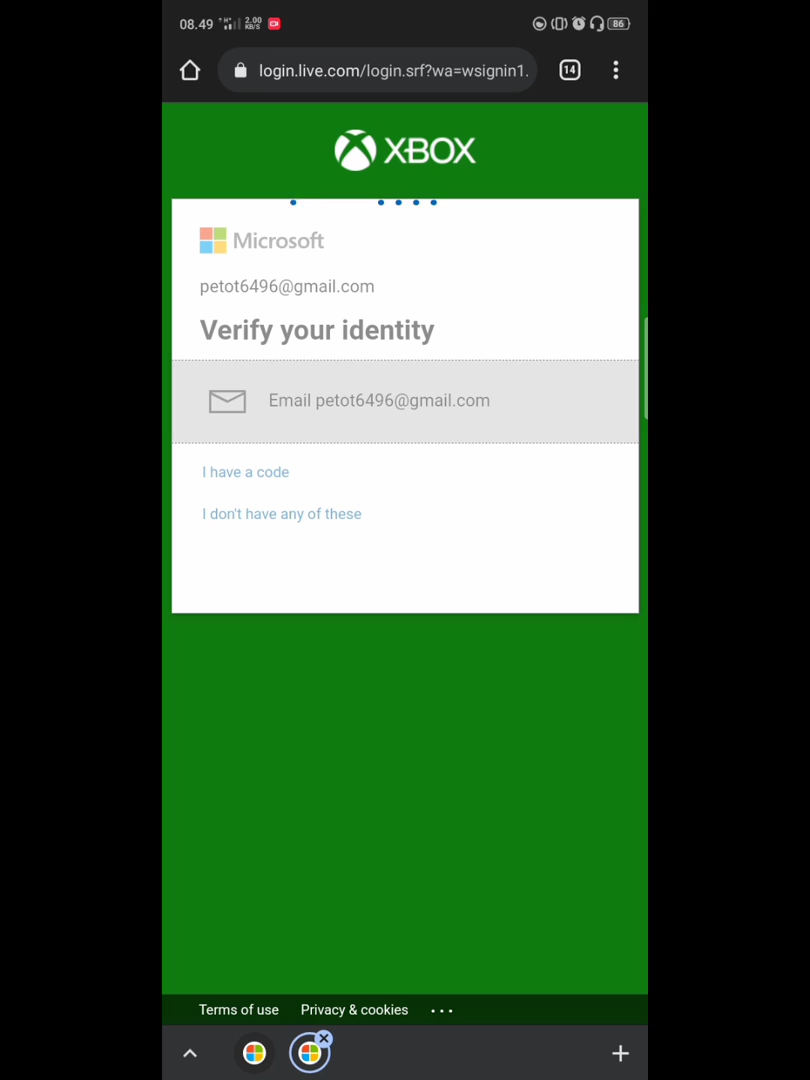 08.49 H+ 2.00 KB/S 86
login.live.com/login.srf?wa=wsignin1. 14
XBOX
Microsoft
petot6496@gmail.com
Verify your identity
Email petot6496@gmail.com
I have a code
I don't have any of these
Terms of use Privacy & cookies